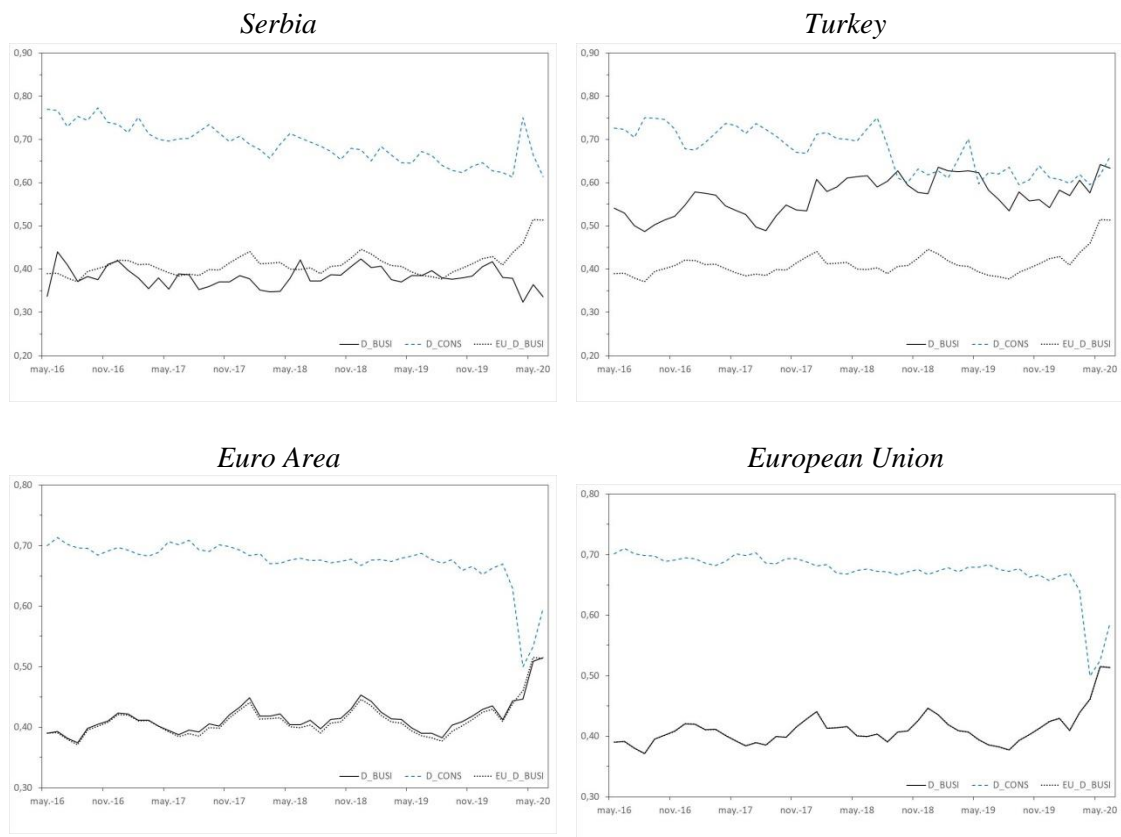 Serbia
0,90
0,80
0,70
0,60
0,50
0,40
0,30
0,20
D_BUSI D_CONS EU_D_BUSI
may.-16 nov.-16 may.-17 nov.-17 may.-18 nov.-18 may.-19 nov.-19 may.-20
Turkey
0,90
0,80
0,70
0,60
0,50
0,40
0,30
0,20
D_BUSI D_CONS EU_D_BUSI
may.-16 nov.-16 may.-17 nov.-17 may.-18 nov.-18 may.-19 nov.-19 may.-20
Euro Area
0,80
0,70
0,60
0,50
0,40
0,30
D_BUSI D_CONS EU_D_BUSI
may.-16 nov.-16 may.-17 nov.-17 may.-18 nov.-18 may.-19 nov.-19 may.-20
European Union
0,80
0,70
0,60
0,50
0,40
0,30
D_BUSI D_CONS EU_D_BUSI
may.-16 nov.-16 may.-17 nov.-17 may.-18 nov.-18 may.-19 nov.-19 may.-20